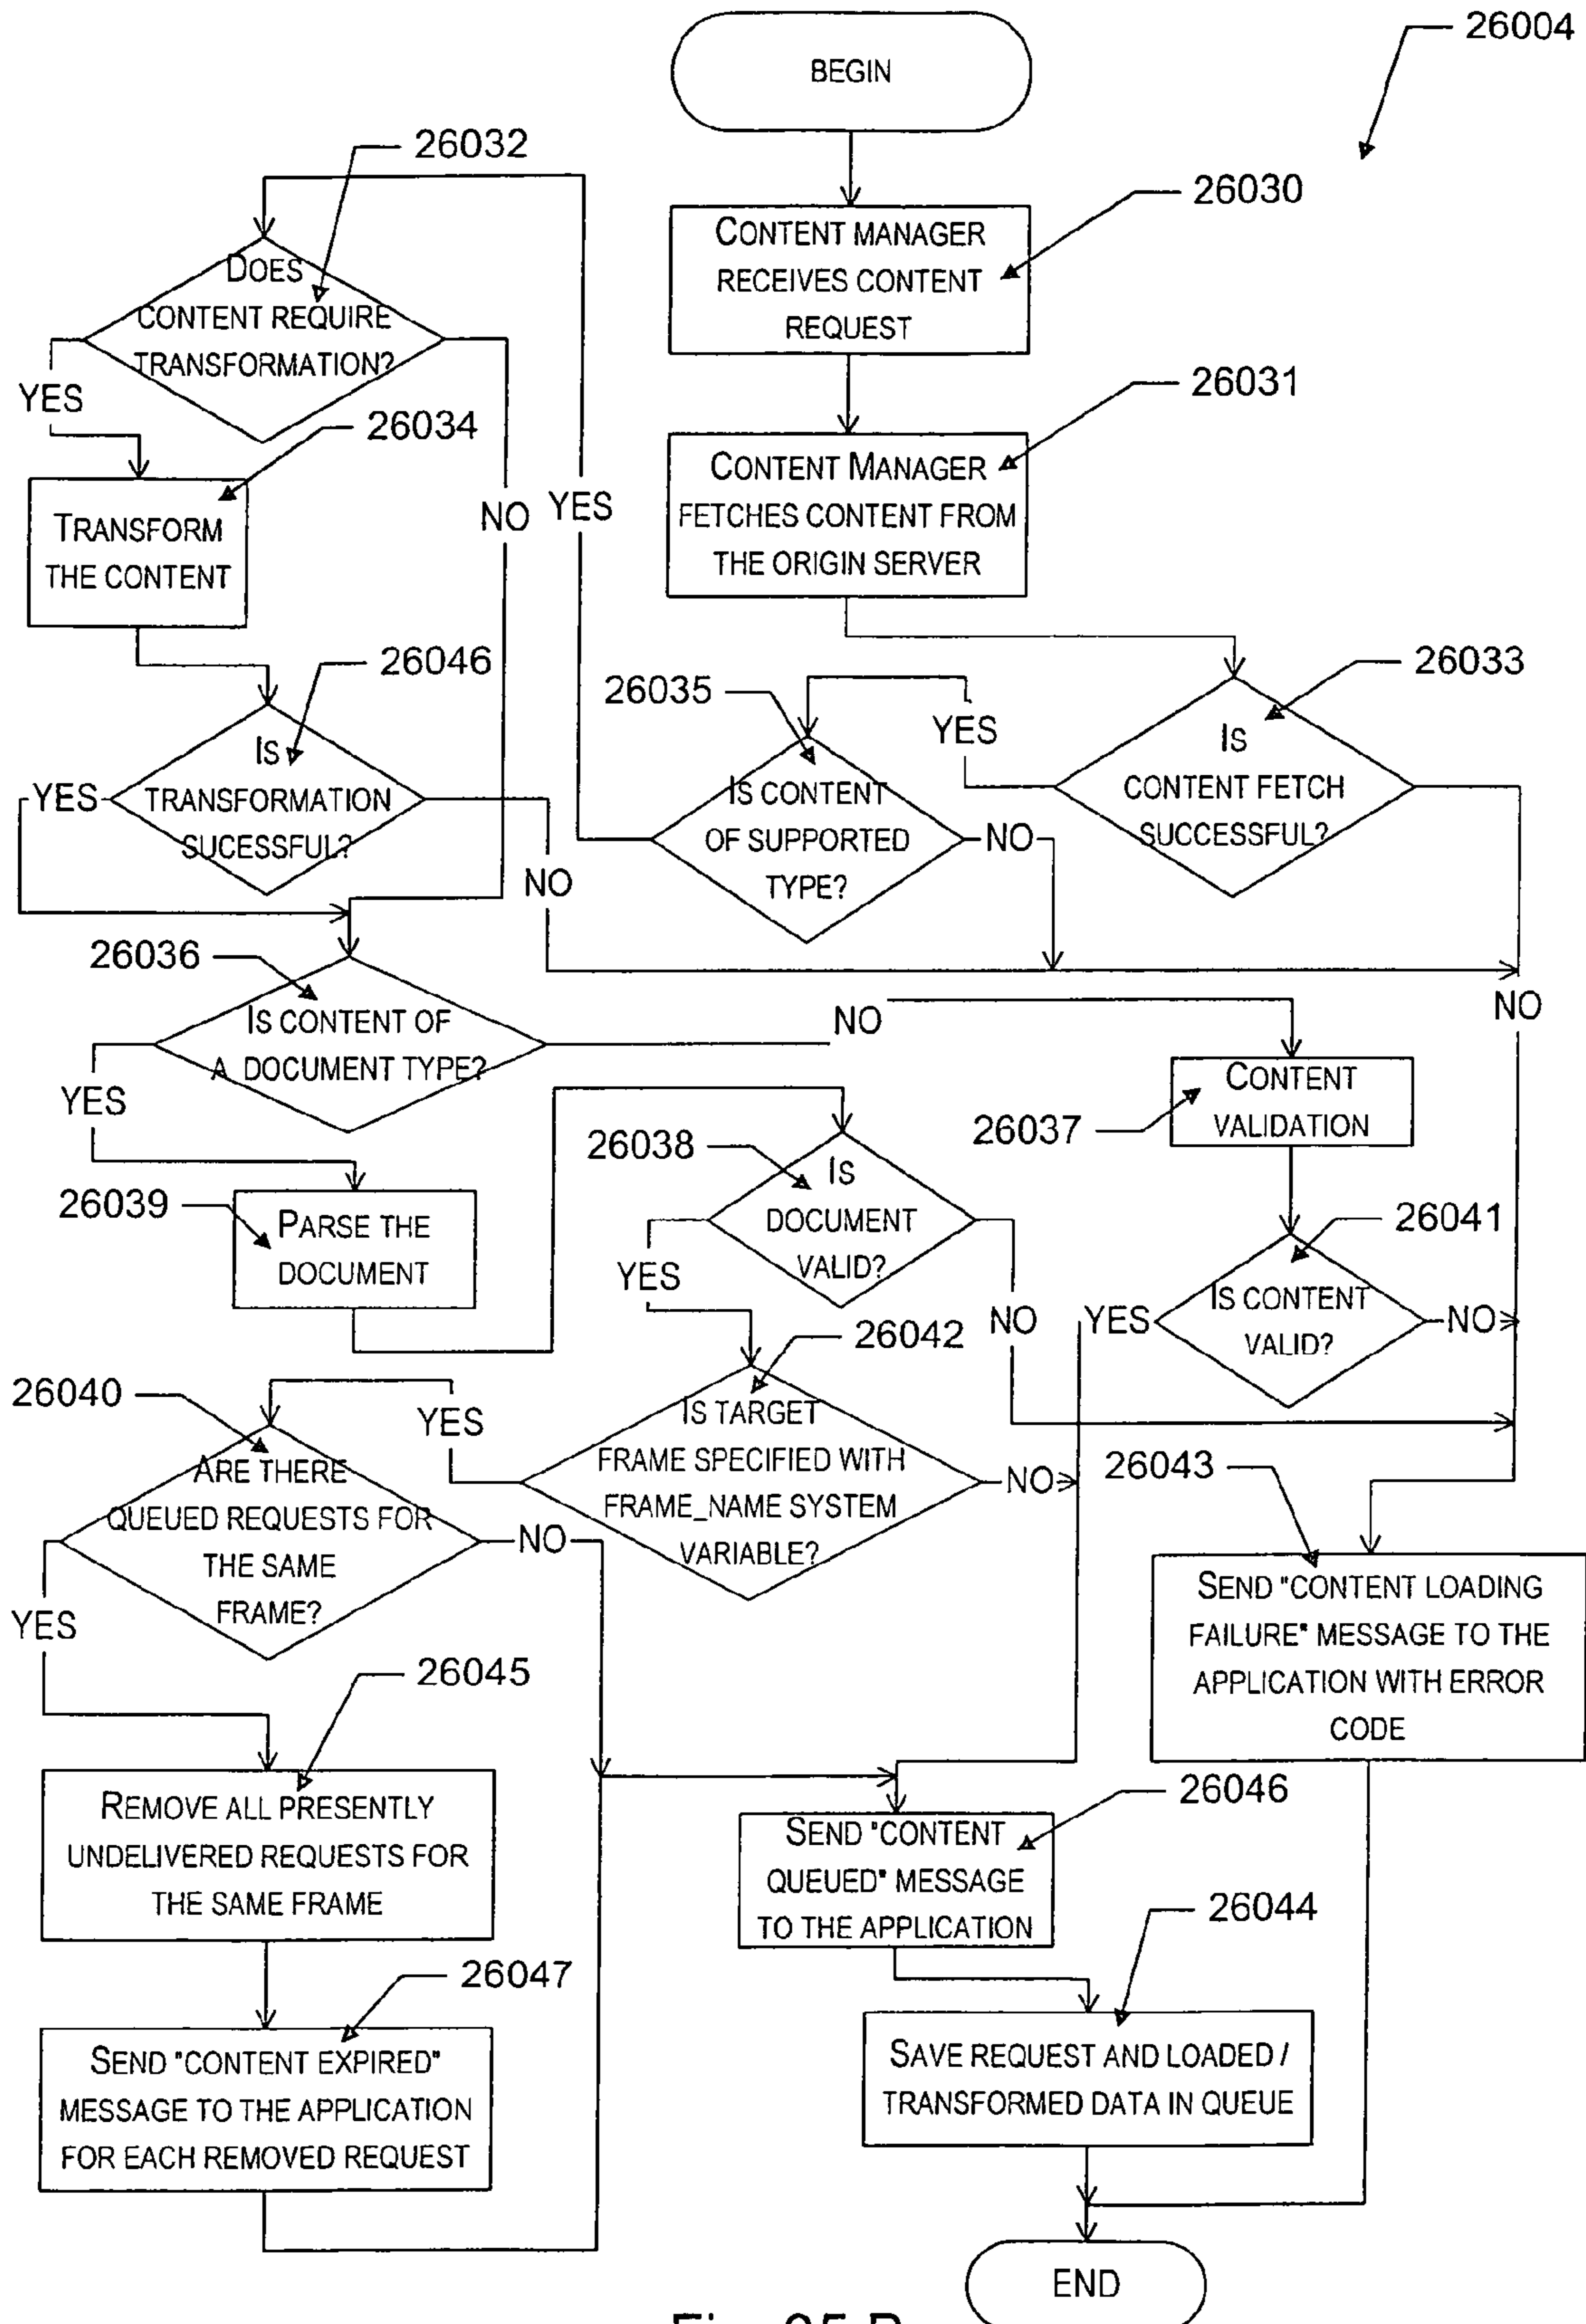 26004
BEGIN
26030
CONTENT MANAGER
RECEIVES CONTENT
REQUEST
26031
CONTENT MANAGER
FETCHES CONTENT FROM
THE ORIGIN SERVER
26032
DOES
CONTENT REQUIRE
TRANSFORMATION?
YES
NO
YES
26034
TRANSFORM
THE CONTENT
26046
IS
TRANSFORMATION
SUCESSFUL?
YES
NO
26035
IS CONTENT
OF SUPPORTED
TYPE?
NO
YES
26033
IS
CONTENT FETCH
SUCCESSFUL?
NO
26036
IS CONTENT OF
A DOCUMENT TYPE?
YES
NO
26037
CONTENT
VALIDATION
26039
PARSE THE
DOCUMENT
26038
IS
DOCUMENT
VALID?
YES
NO
26041
IS CONTENT
VALID?
YES
NO
26042
IS TARGET
FRAME SPECIFIED WITH
FRAME_NAME SYSTEM
VARIABLE?
YES
NO
26040
ARE THERE
QUEUED REQUESTS FOR
THE SAME
FRAME?
NO
YES
26043
SEND "CONTENT LOADING
FAILURE" MESSAGE TO THE
APPLICATION WITH ERROR
CODE
26045
REMOVE ALL PRESENTLY
UNDELIVERED REQUESTS FOR
THE SAME FRAME
26046
SEND "CONTENT
QUEUED" MESSAGE
TO THE APPLICATION
26047
SEND "CONTENT EXPIRED"
MESSAGE TO THE APPLICATION
FOR EACH REMOVED REQUEST
26044
SAVE REQUEST AND LOADED /
TRANSFORMED DATA IN QUEUE
END